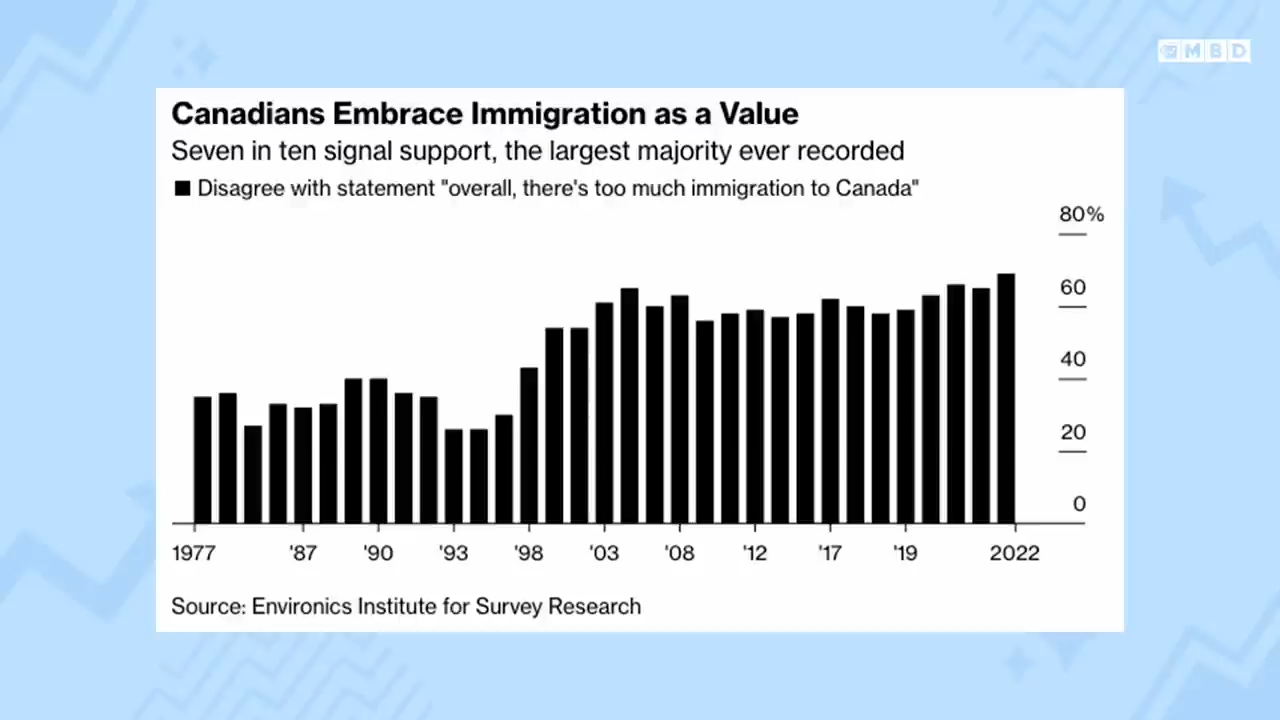 MBD
Canadians Embrace Immigration as a Value
Seven in ten signal support, the largest majority ever recorded
Disagree with statement "overall, there's too much immigration to Canada"
80%
60
40
20
0
1977 '87 '90 '93 '98 '03 '08 '12 '17 '19 2022
Source: Environics Institute for Survey Research